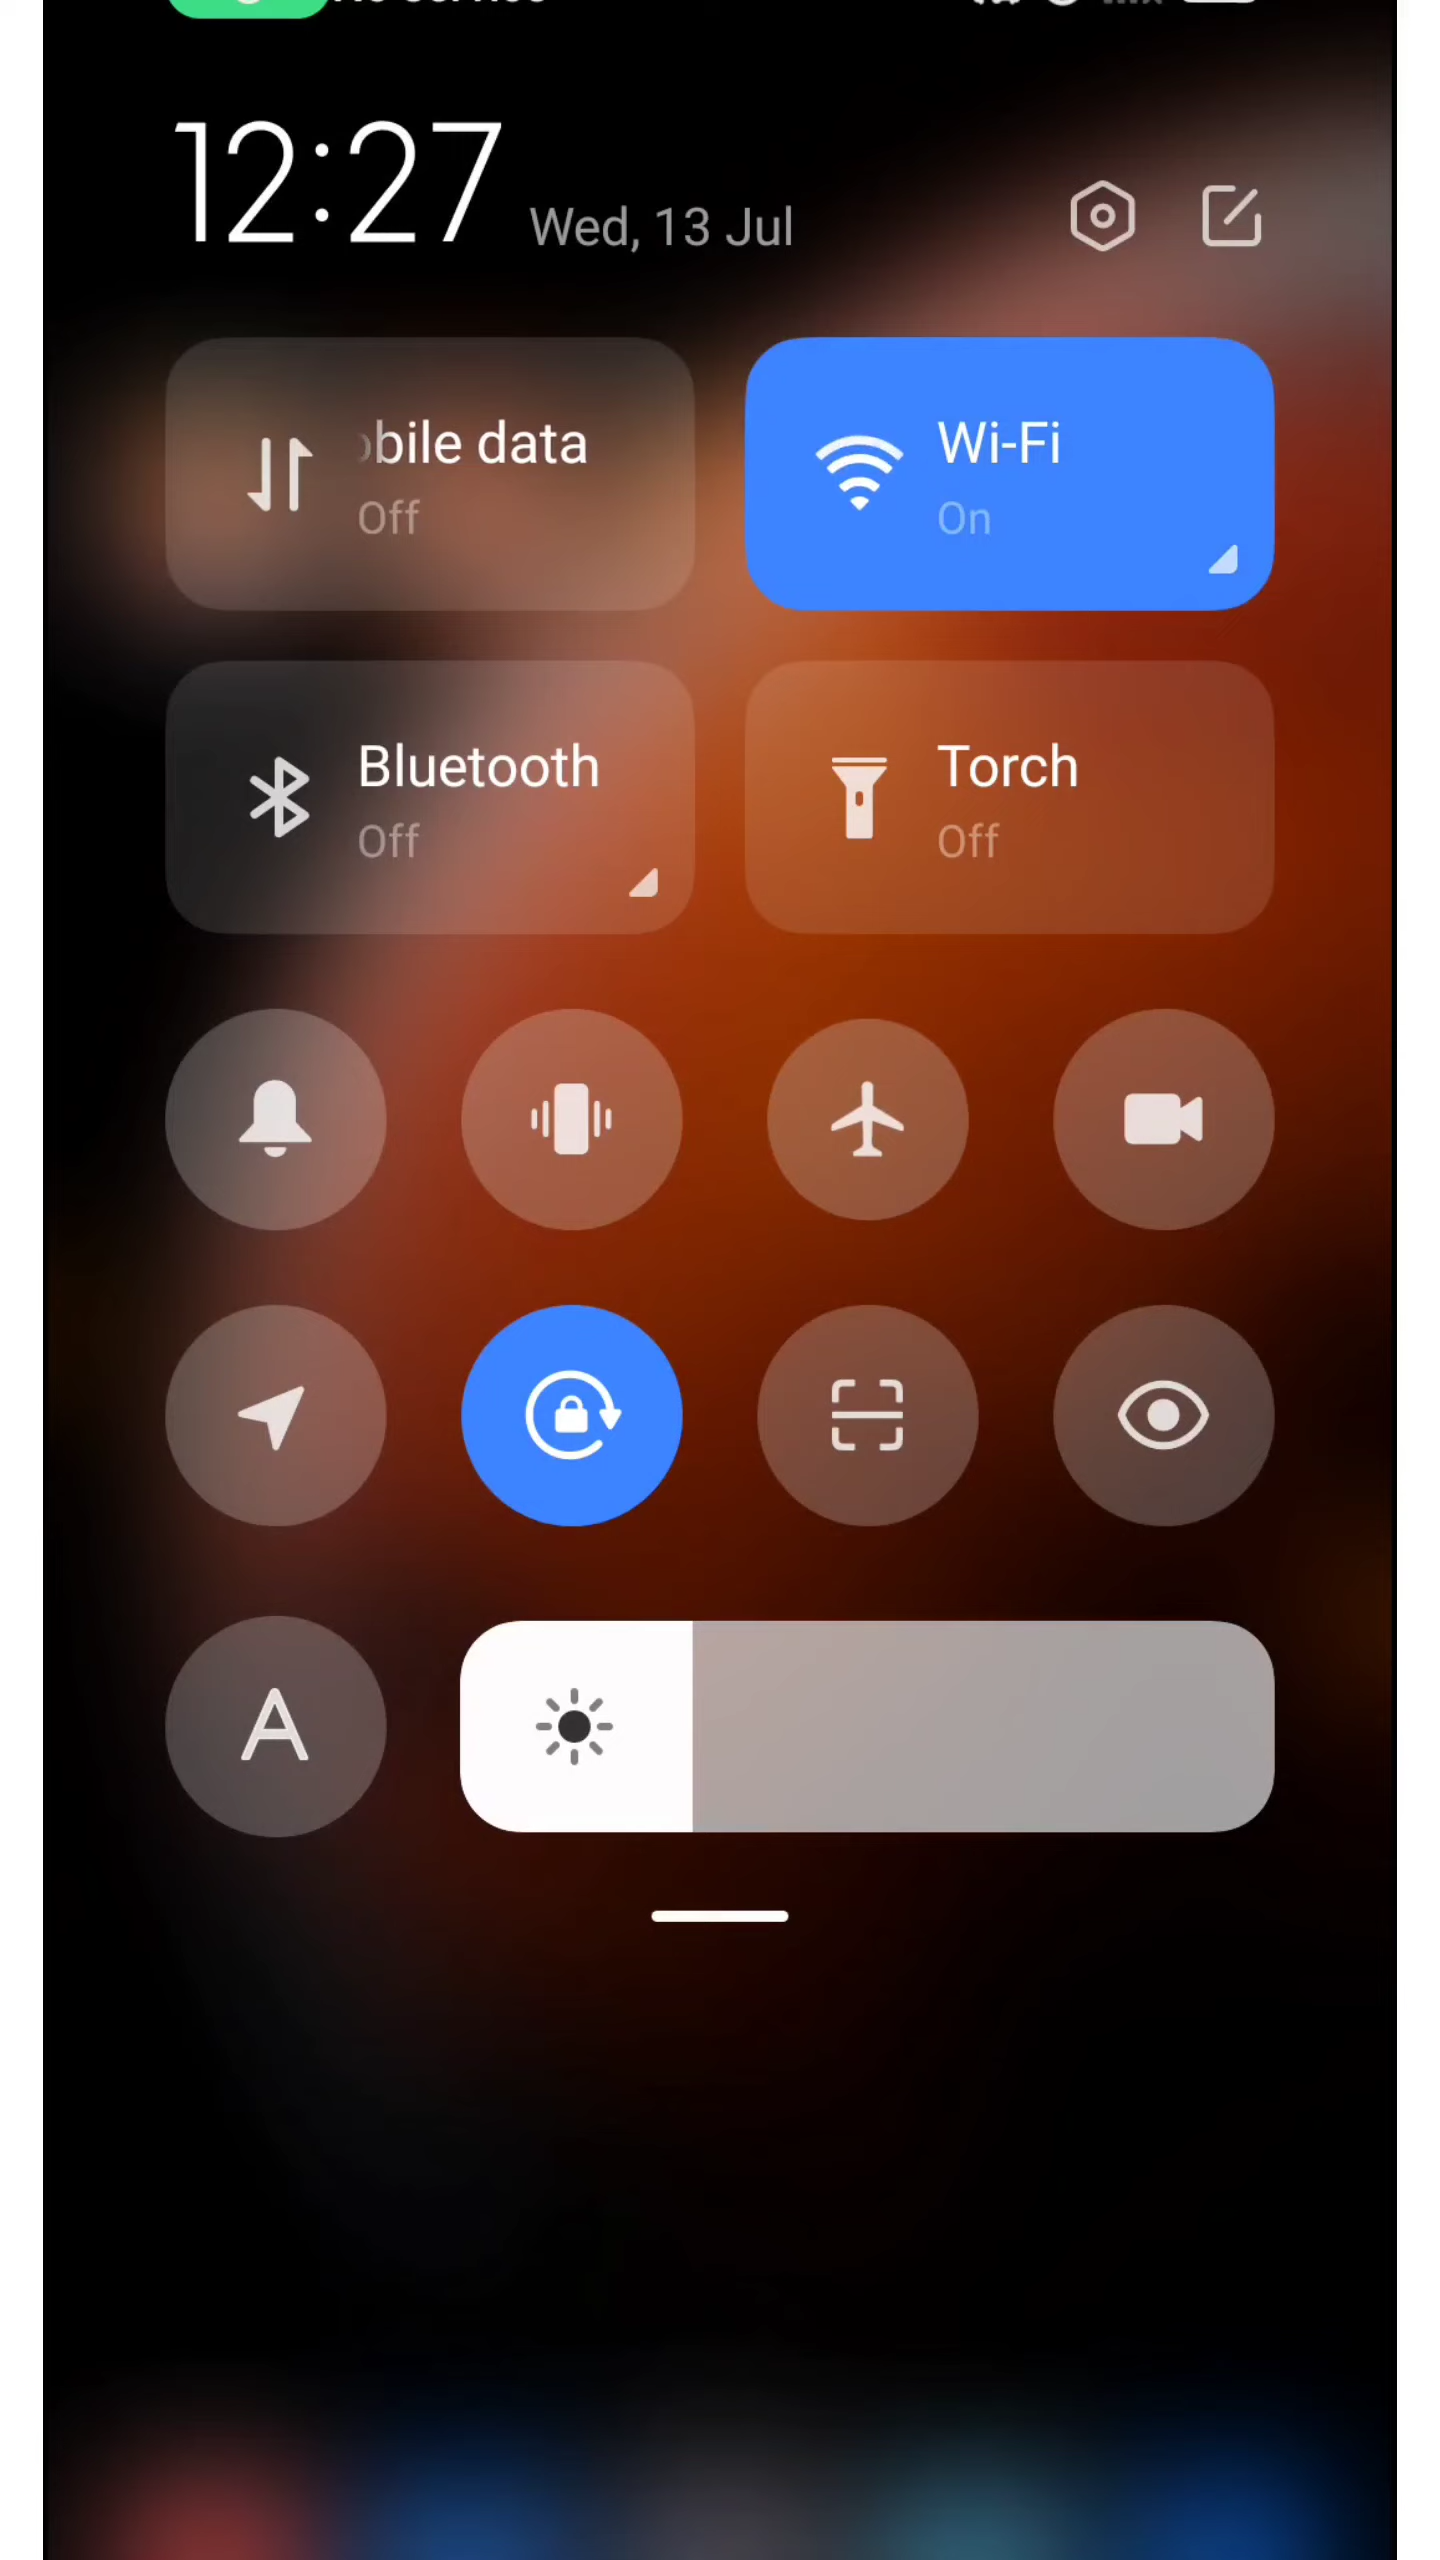 12:27 Wed, 13 Jul
bile data
Off
Wi-Fi
On
Bluetooth
Off
Torch
Off
A